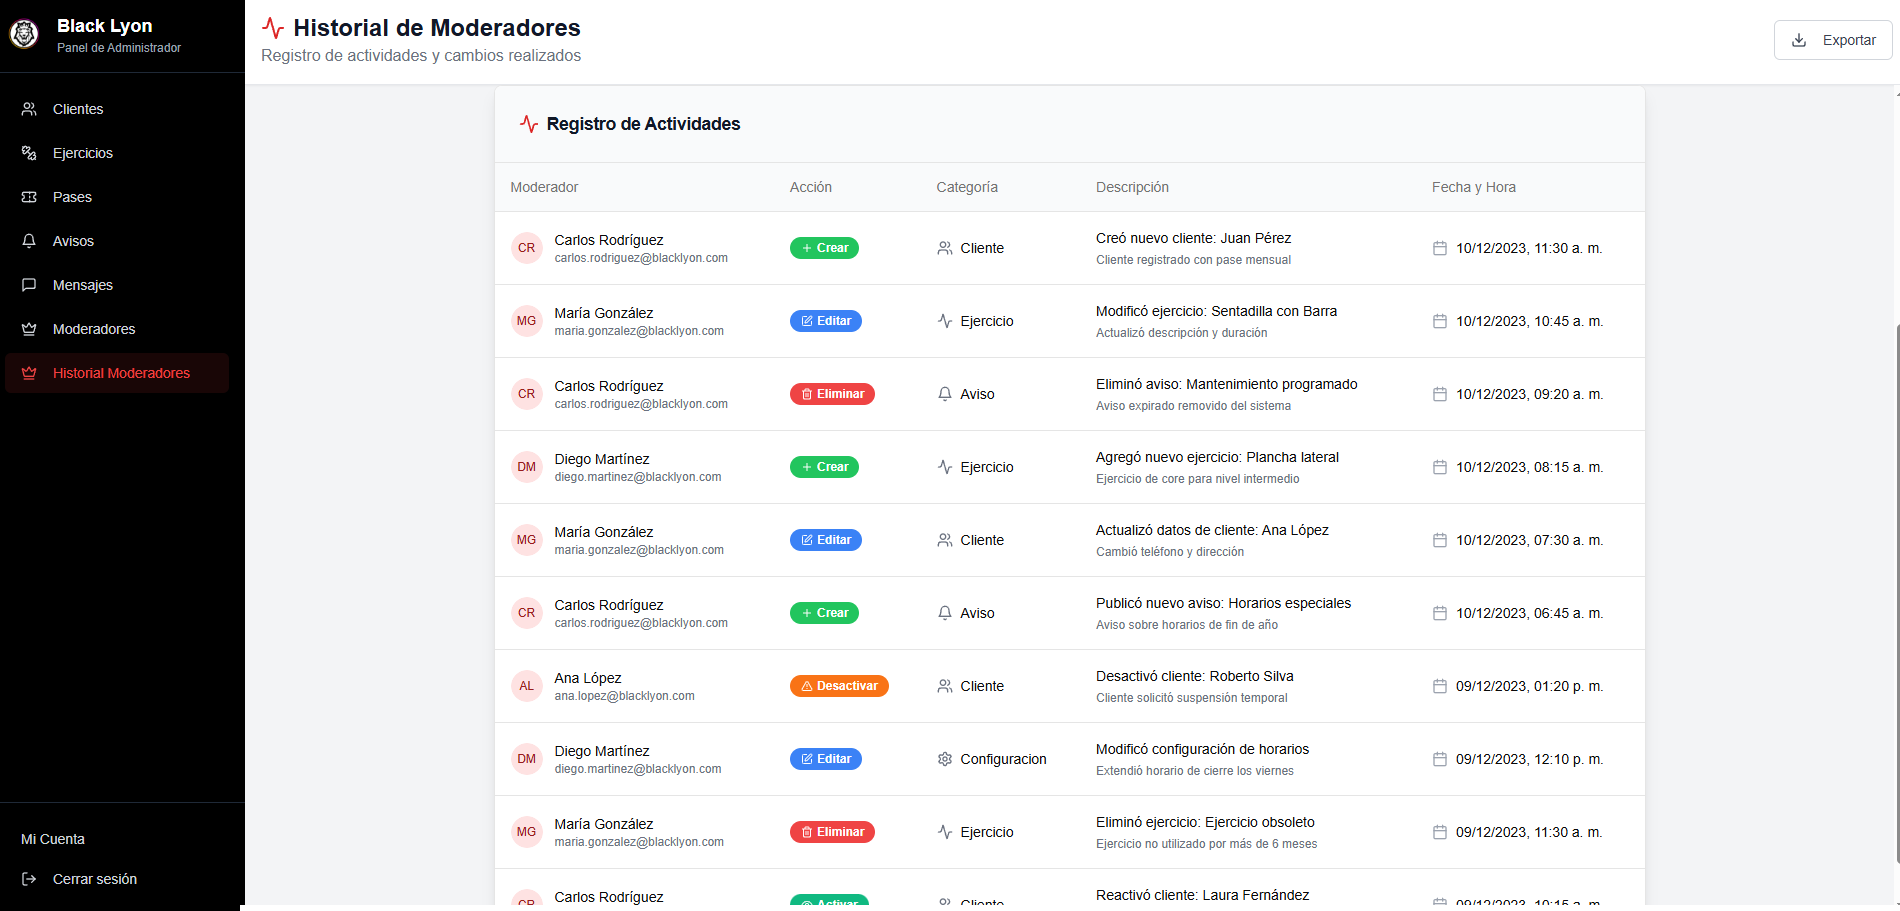 Black Lyon
Panel de Administrador
Clientes
Ejercicios
Pases
Avisos
Mensajes
Moderadores
Historial Moderadores
Mi Cuenta
Cerrar sesión
Historial de Moderadores
Registro de actividades y cambios realizados
Exportar
Registro de Actividades
Moderador Acción Categoría Descripción Fecha y Hora
CR Carlos Rodríguez Crear Cliente Creó nuevo cliente: Juan Pérez 10/12/2023, 11:30 a. m.
carlos.rodriguez@blacklyon.com Cliente registrado con pase mensual
MG María González Editar Ejercicio Modificó ejercicio: Sentadilla con Barra 10/12/2023, 10:45 a. m.
maria.gonzalez@blacklyon.com Actualizó descripción y duración
CR Carlos Rodríguez Eliminar Aviso Eliminó aviso: Mantenimiento programado 10/12/2023, 09:20 a. m.
carlos.rodriguez@blacklyon.com Aviso expirado removido del sistema
DM Diego Martínez Crear Ejercicio Agregó nuevo ejercicio: Plancha lateral 10/12/2023, 08:15 a. m.
diego.martinez@blacklyon.com Ejercicio de core para nivel intermedio
MG María González Editar Cliente Actualizó datos de cliente: Ana López 10/12/2023, 07:30 a. m.
maria.gonzalez@blacklyon.com Cambió teléfono y dirección
CR Carlos Rodríguez Crear Aviso Publicó nuevo aviso: Horarios especiales 10/12/2023, 06:45 a. m.
carlos.rodriguez@blacklyon.com Aviso sobre horarios de fin de año
AL Ana López Desactivar Cliente Desactivó cliente: Roberto Silva 09/12/2023, 01:20 p. m.
ana.lopez@blacklyon.com Cliente solicitó suspensión temporal
DM Diego Martínez Editar Configuracion Modificó configuración de horarios 09/12/2023, 12:10 p. m.
diego.martinez@blacklyon.com Extendió horario de cierre los viernes
MG María González Eliminar Ejercicio Eliminó ejercicio: Ejercicio obsoleto 09/12/2023, 11:30 a. m.
maria.gonzalez@blacklyon.com Ejercicio no utilizado por más de 6 meses
CR Carlos Rodríguez Activar Cliente Reactivó cliente: Laura Fernández 09/12/2023, 10:15 a. m.